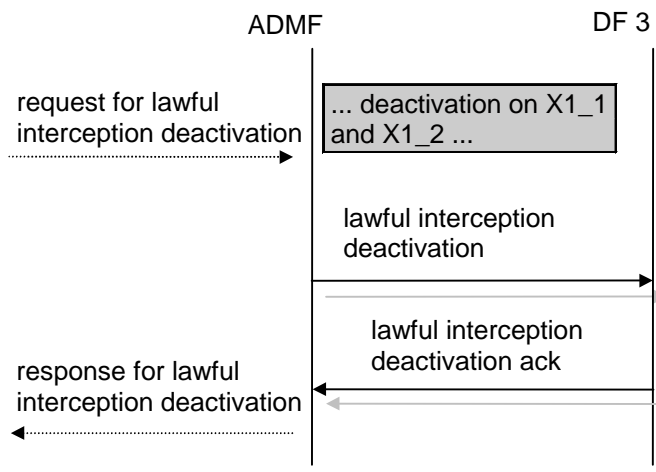 ADMF
DF 3
request for lawful
interception deactivation
... deactivation on X1_1
and X1_2 ...
lawful interception
deactivation
lawful interception
deactivation ack
response for lawful
interception deactivation